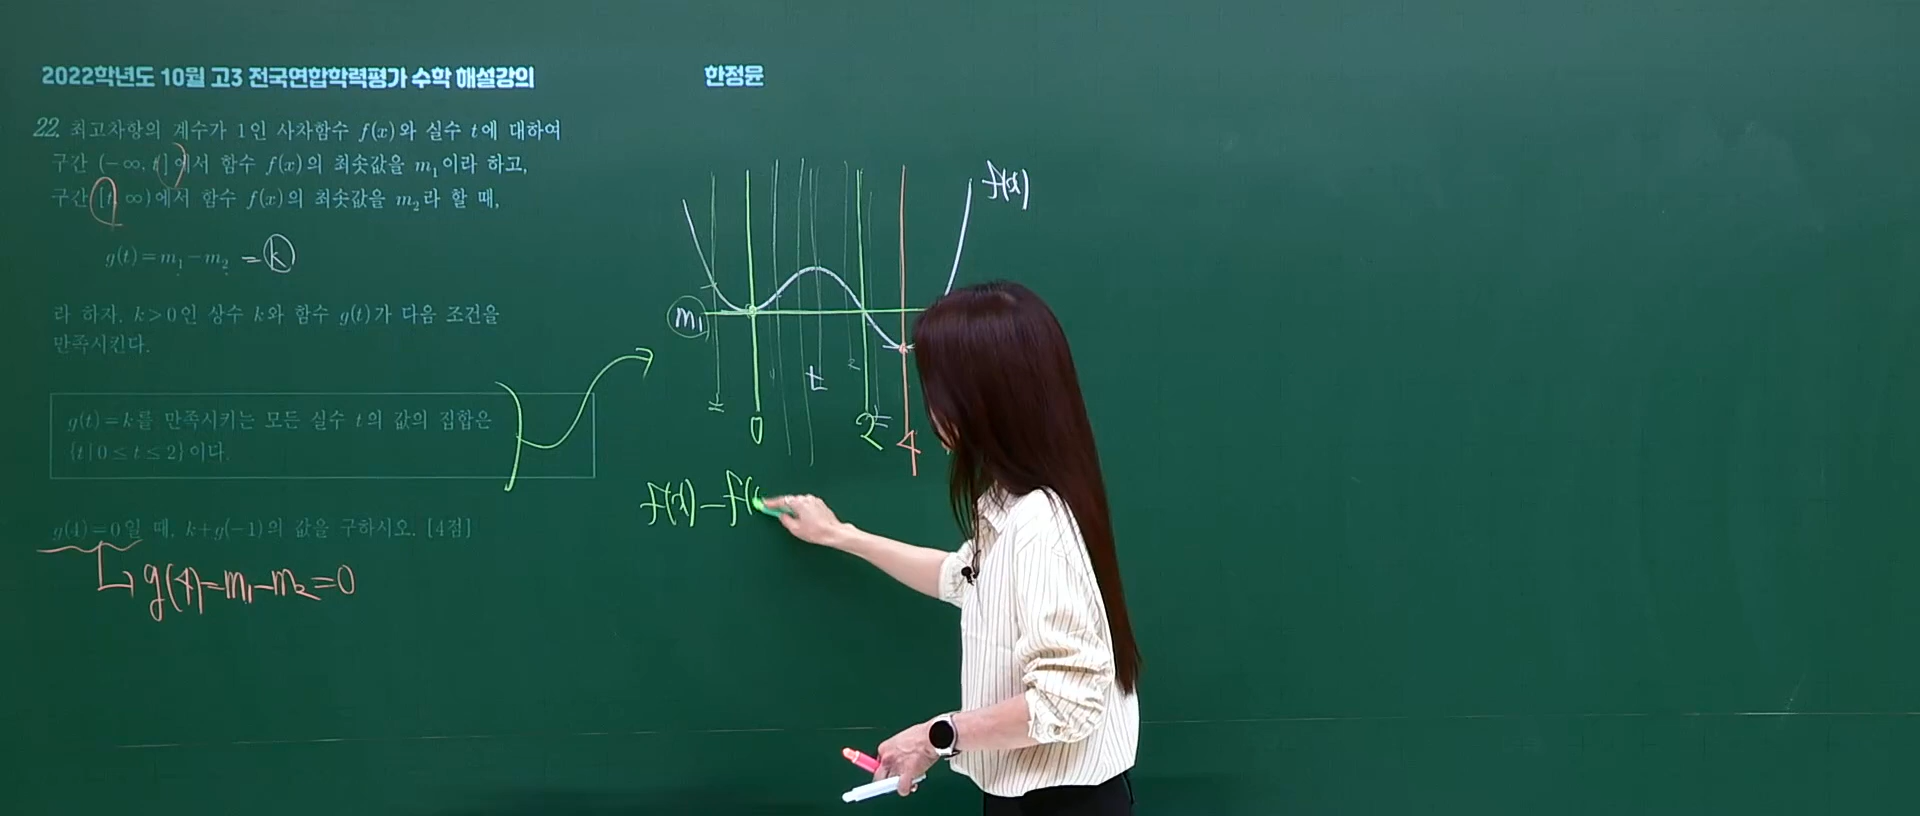 2022학년도 10월 고3 전국연합학력평가 수학 해설강의
한정윤
22. 최고차항의 계수가 1인 사차함수 f(x)와 실수 t에 대하여
구간 (-∞, t]에서 함수 f(x)의 최솟값을 m₁이라 하고,
구간 [t, ∞)에서 함수 f(x)의 최솟값을 m₂라 할 때,
g(t)=m₁-m₂ = k
라 하자. k>0인 상수 k와 함수 g(t)가 다음 조건을
만족시킨다.
g(t)=k를 만족시키는 모든 실수 t의 값의 집합은
{t | 0≤t≤2}이다.
g(4)=0일 때, k+g(-1)의 값을 구하시오. [4점]
g(4)=m₁-m₂=0
f(x)
m₁
t
0
2
4
f(x)-f(